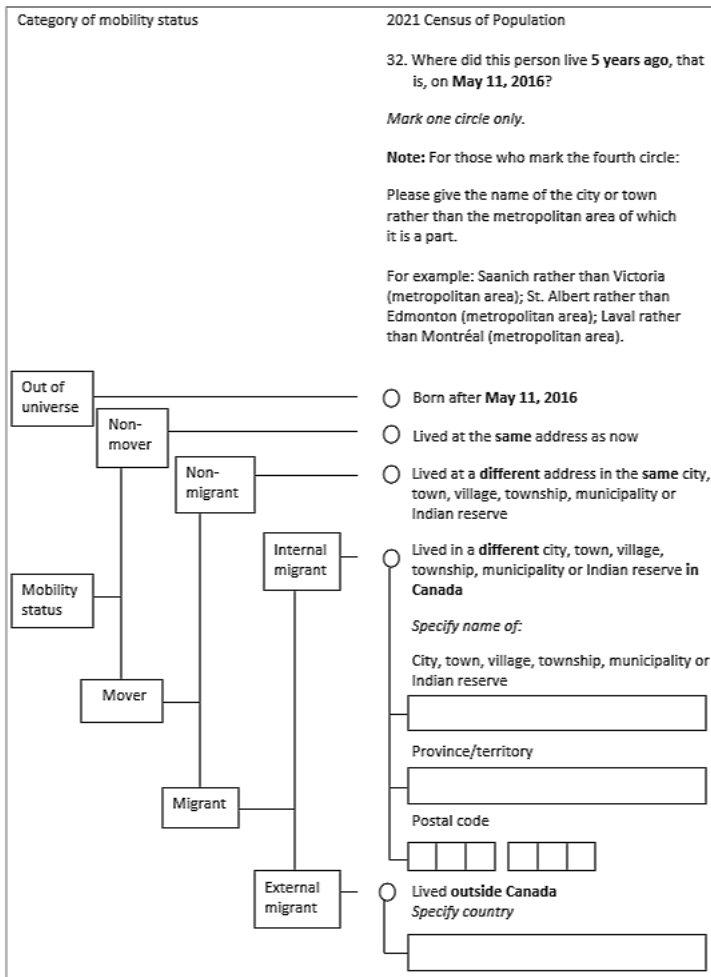 Category of mobility status
2021 Census of Population
32. Where did this person live 5 years ago, that
is, on May 11, 2016?
Mark one circle only.
Note: For those who mark the fourth circle:
Please give the name of the city or town
rather than the metropolitan area of which
it is a part.
For example: Saanich rather than Victoria
(metropolitan area); St. Albert rather than
Edmonton (metropolitan area); Laval rather
than Montréal (metropolitan area).
Out of
universe
Born after May 11, 2016
Non-
mover
Lived at the same address as now
Non-
migrant
Lived at a different address in the same city,
town, village, township, municipality or
Indian reserve
Internal
migrant
Lived in a different city, town, village,
township, municipality or Indian reserve in
Canada
Mobility
status
Specify name of:
City, town, village, township, municipality or
Indian reserve
Mover
Province/territory
Migrant
Postal code
External
migrant
Lived outside Canada
Specify country